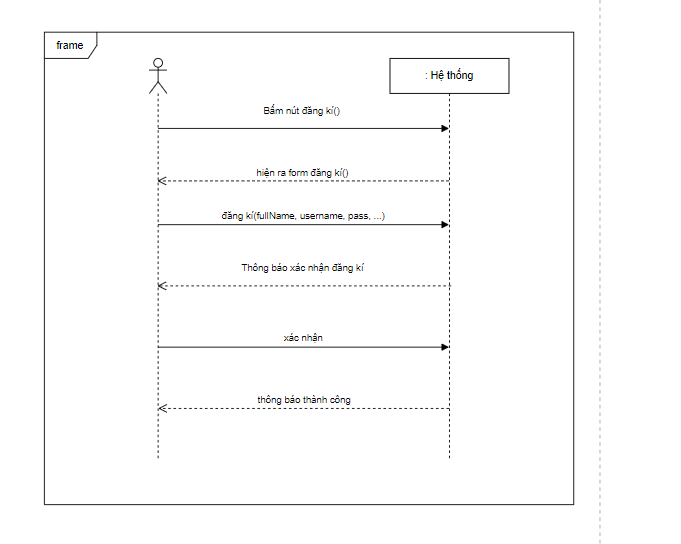 frame
: Hệ thống
Bấm nút đăng kí()
hiện ra form đăng kí()
đăng kí(fullName, username, pass, ...)
Thông báo xác nhận đăng kí
xác nhận
thông báo thành công